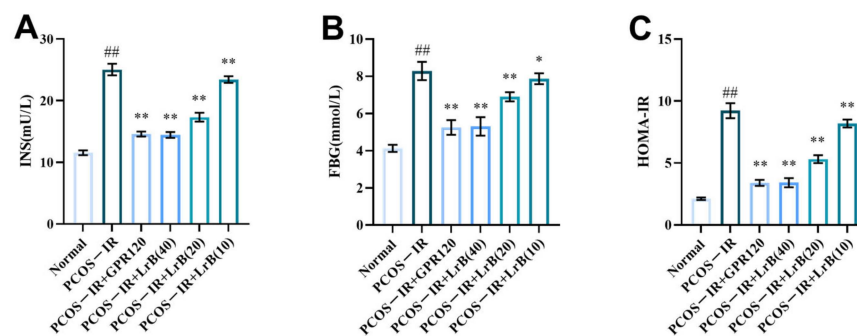 A
INS(mU/L)
30
20
10
0
##
**
**
**
**
Normal
PCOS－IR
PCOS－IR+GPR120
PCOS－IR+LrB(40)
PCOS－IR+LrB(20)
PCOS－IR+LrB(10)
B
FBG(mmol/L)
10
8
6
4
2
0
##
**
**
**
*
Normal
PCOS－IR
PCOS－IR+GPR120
PCOS－IR+LrB(40)
PCOS－IR+LrB(20)
PCOS－IR+LrB(10)
C
HOMA-IR
15
10
5
0
##
**
**
**
**
Normal
PCOS－IR
PCOS－IR+GPR120
PCOS－IR+LrB(40)
PCOS－IR+LrB(20)
PCOS－IR+LrB(10)